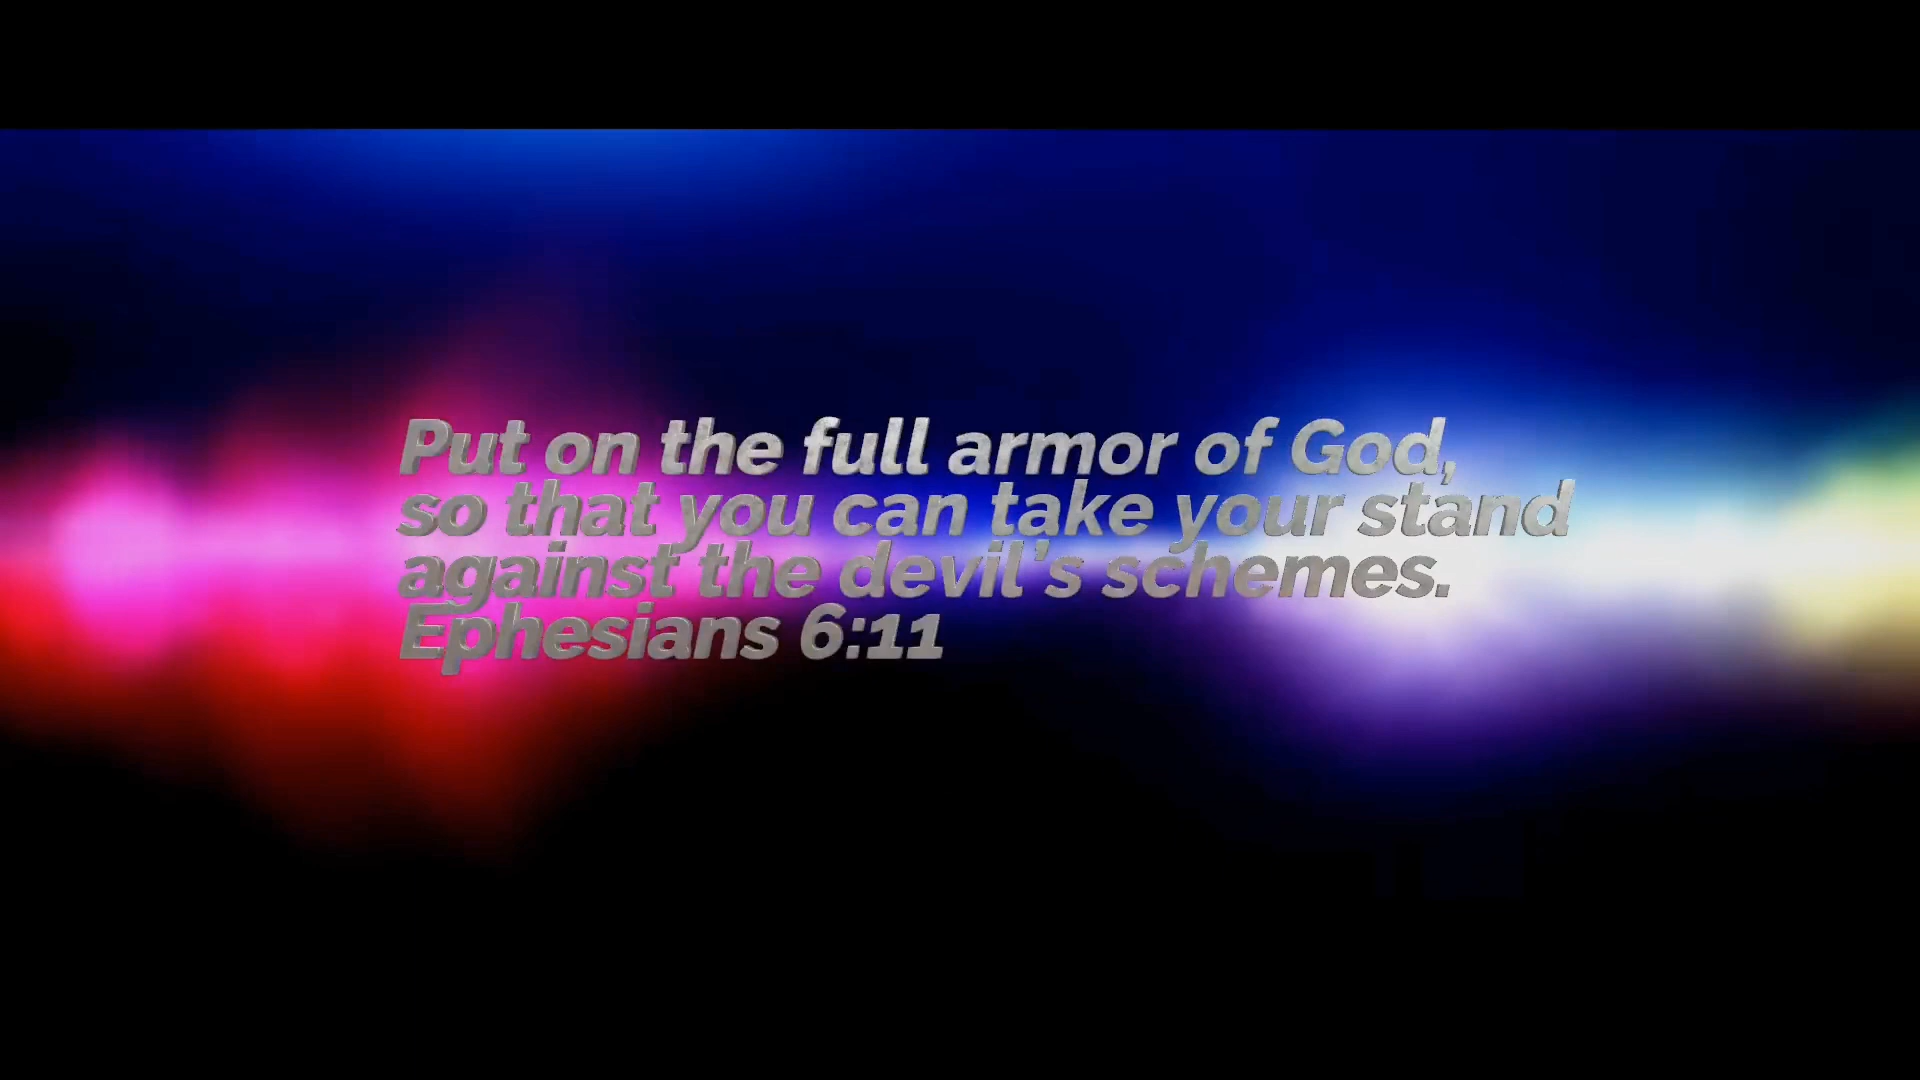 Put on the full armor of God,
so that you can take your stand
against the devil's schemes.
Ephesians 6:11